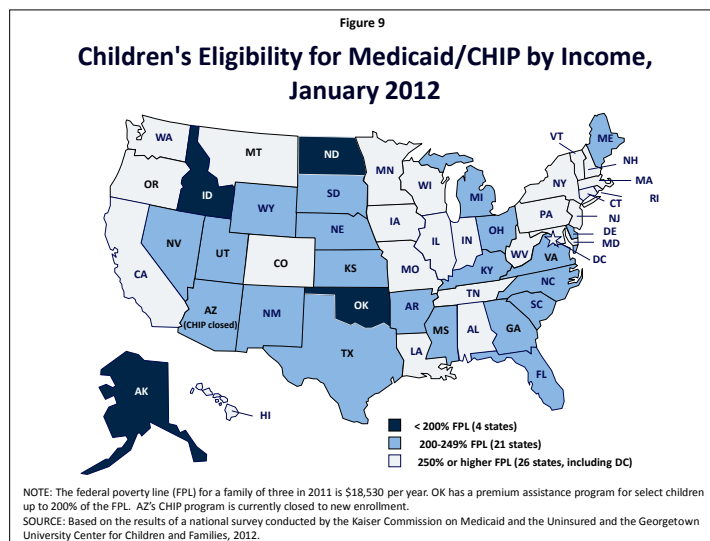 Figure 9
Children's Eligibility for Medicaid/CHIP by Income,
January 2012
WA
MT
ND
MN
VT
ME
NH
MA
OR
ID
SD
WI
MI
NY
RI
CT
WY
IA
PA
NJ
NE
OH
DE
MD
NV
UT
CO
IL
IN
WV
VA
DC
CA
KS
MO
KY
NC
TN
AZ
(CHIP closed)
NM
OK
AR
SC
MS
AL
GA
TX
LA
FL
AK
HI
< 200% FPL (4 states)
200-249% FPL (21 states)
250% or higher FPL (26 states, including DC)
NOTE: The federal poverty line (FPL) for a family of three in 2011 is $18,530 per year. OK has a premium assistance program for select children
up to 200% of the FPL. AZ's CHIP program is currently closed to new enrollment.
SOURCE: Based on the results of a national survey conducted by the Kaiser Commission on Medicaid and the Uninsured and the Georgetown
University Center for Children and Families, 2012.